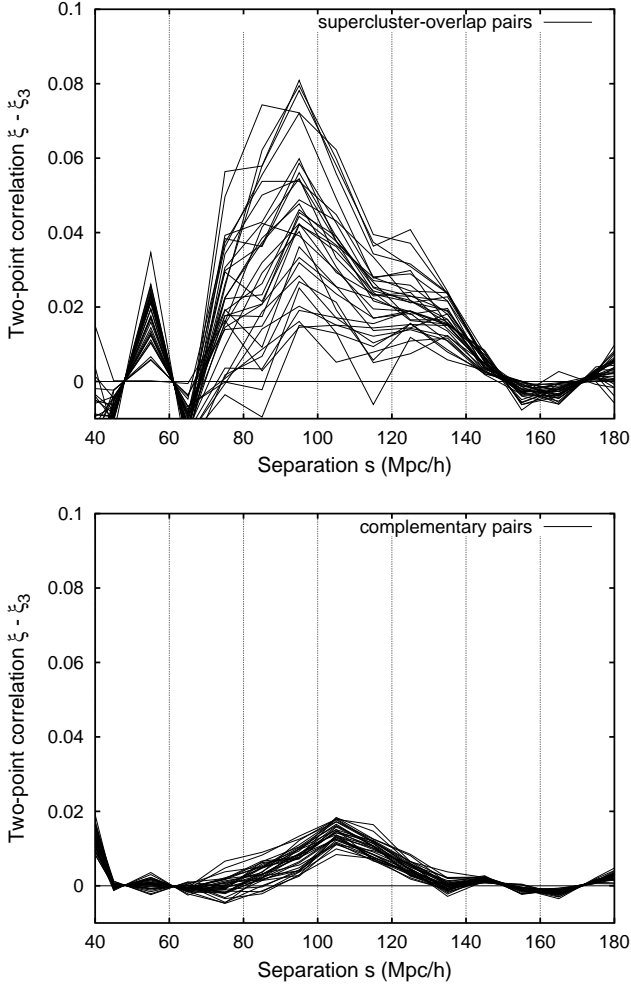 supercluster-overlap pairs
0.1
0.08
0.06
0.04
0.02
0
Two-point correlation ξ - ξ₃
40 60 80 100 120 140 160 180
Separation s (Mpc/h)
complementary pairs
0.1
0.08
0.06
0.04
0.02
0
Two-point correlation ξ - ξ₃
40 60 80 100 120 140 160 180
Separation s (Mpc/h)